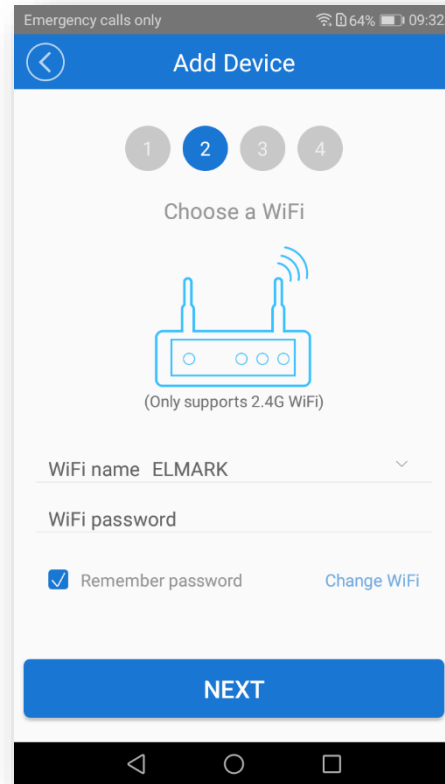 Emergency calls only 64% 09:32
Add Device
1 2 3 4
Choose a WiFi
(Only supports 2.4G WiFi)
WiFi name ELMARK
WiFi password
Remember password Change WiFi
NEXT